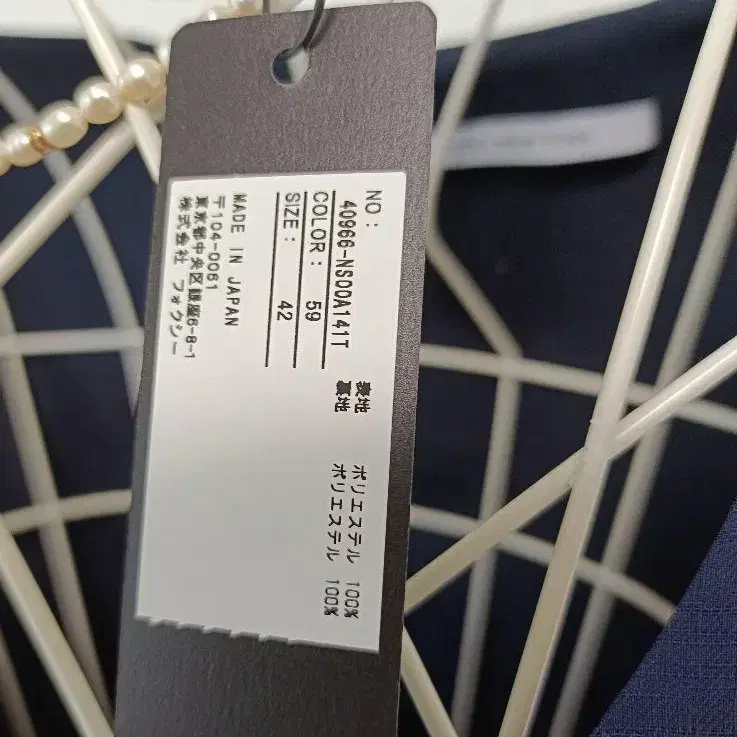 NO:
40966-NS00A141T
COLOR: 59
SIZE: 42
表地 ポリエステル 100%
裏地 ポリエステル 100%
MADE IN JAPAN
〒104-0061
東京都中央区銀座6-8-1
株式会社 フォクシー